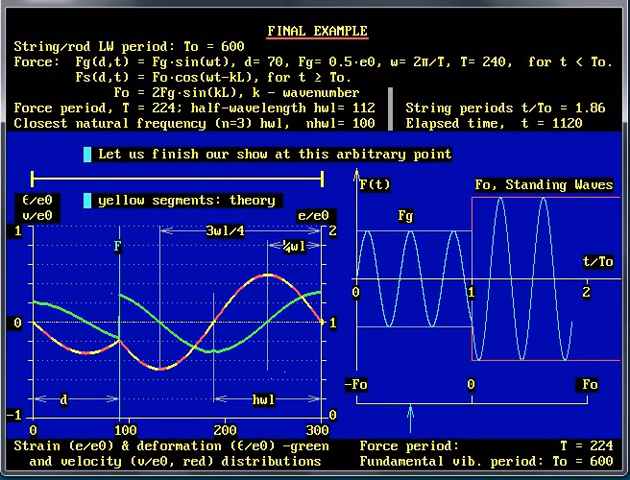 FINAL EXAMPLE
String/rod LW period: To = 600
Force: Fg(d,t) = Fg·sin(wt), d= 70, Fg= 0.5·e0, w= 2π/T, T= 240, for t < To.
Fs(d,t) = Fo·cos(wt-kL), for t ≥ To.
Fo = 2Fg·sin(kL), k - wavenumber
Force period, T = 224; half-wavelength hwl= 112
String periods t/To = 1.86
Closest natural frequency (n=3) hwl, nhwl= 100
Elapsed time, t = 1120
Let us finish our show at this arbitrary point
F(t)
Fo, Standing Waves
yellow segments: theory
ξ/e0
v/e0
e/e0
Fg
1
F
3wl/4
2
¼wl
t/To
0
1
0
1
2
-Fo
0
Fo
d
hwl
-1
0
0
100
200
300
Strain (e/e0) & deformation (ξ/e0) -green
and velocity (v/e0, red) distributions
Force period: T = 224
Fundamental vib. period: To = 600